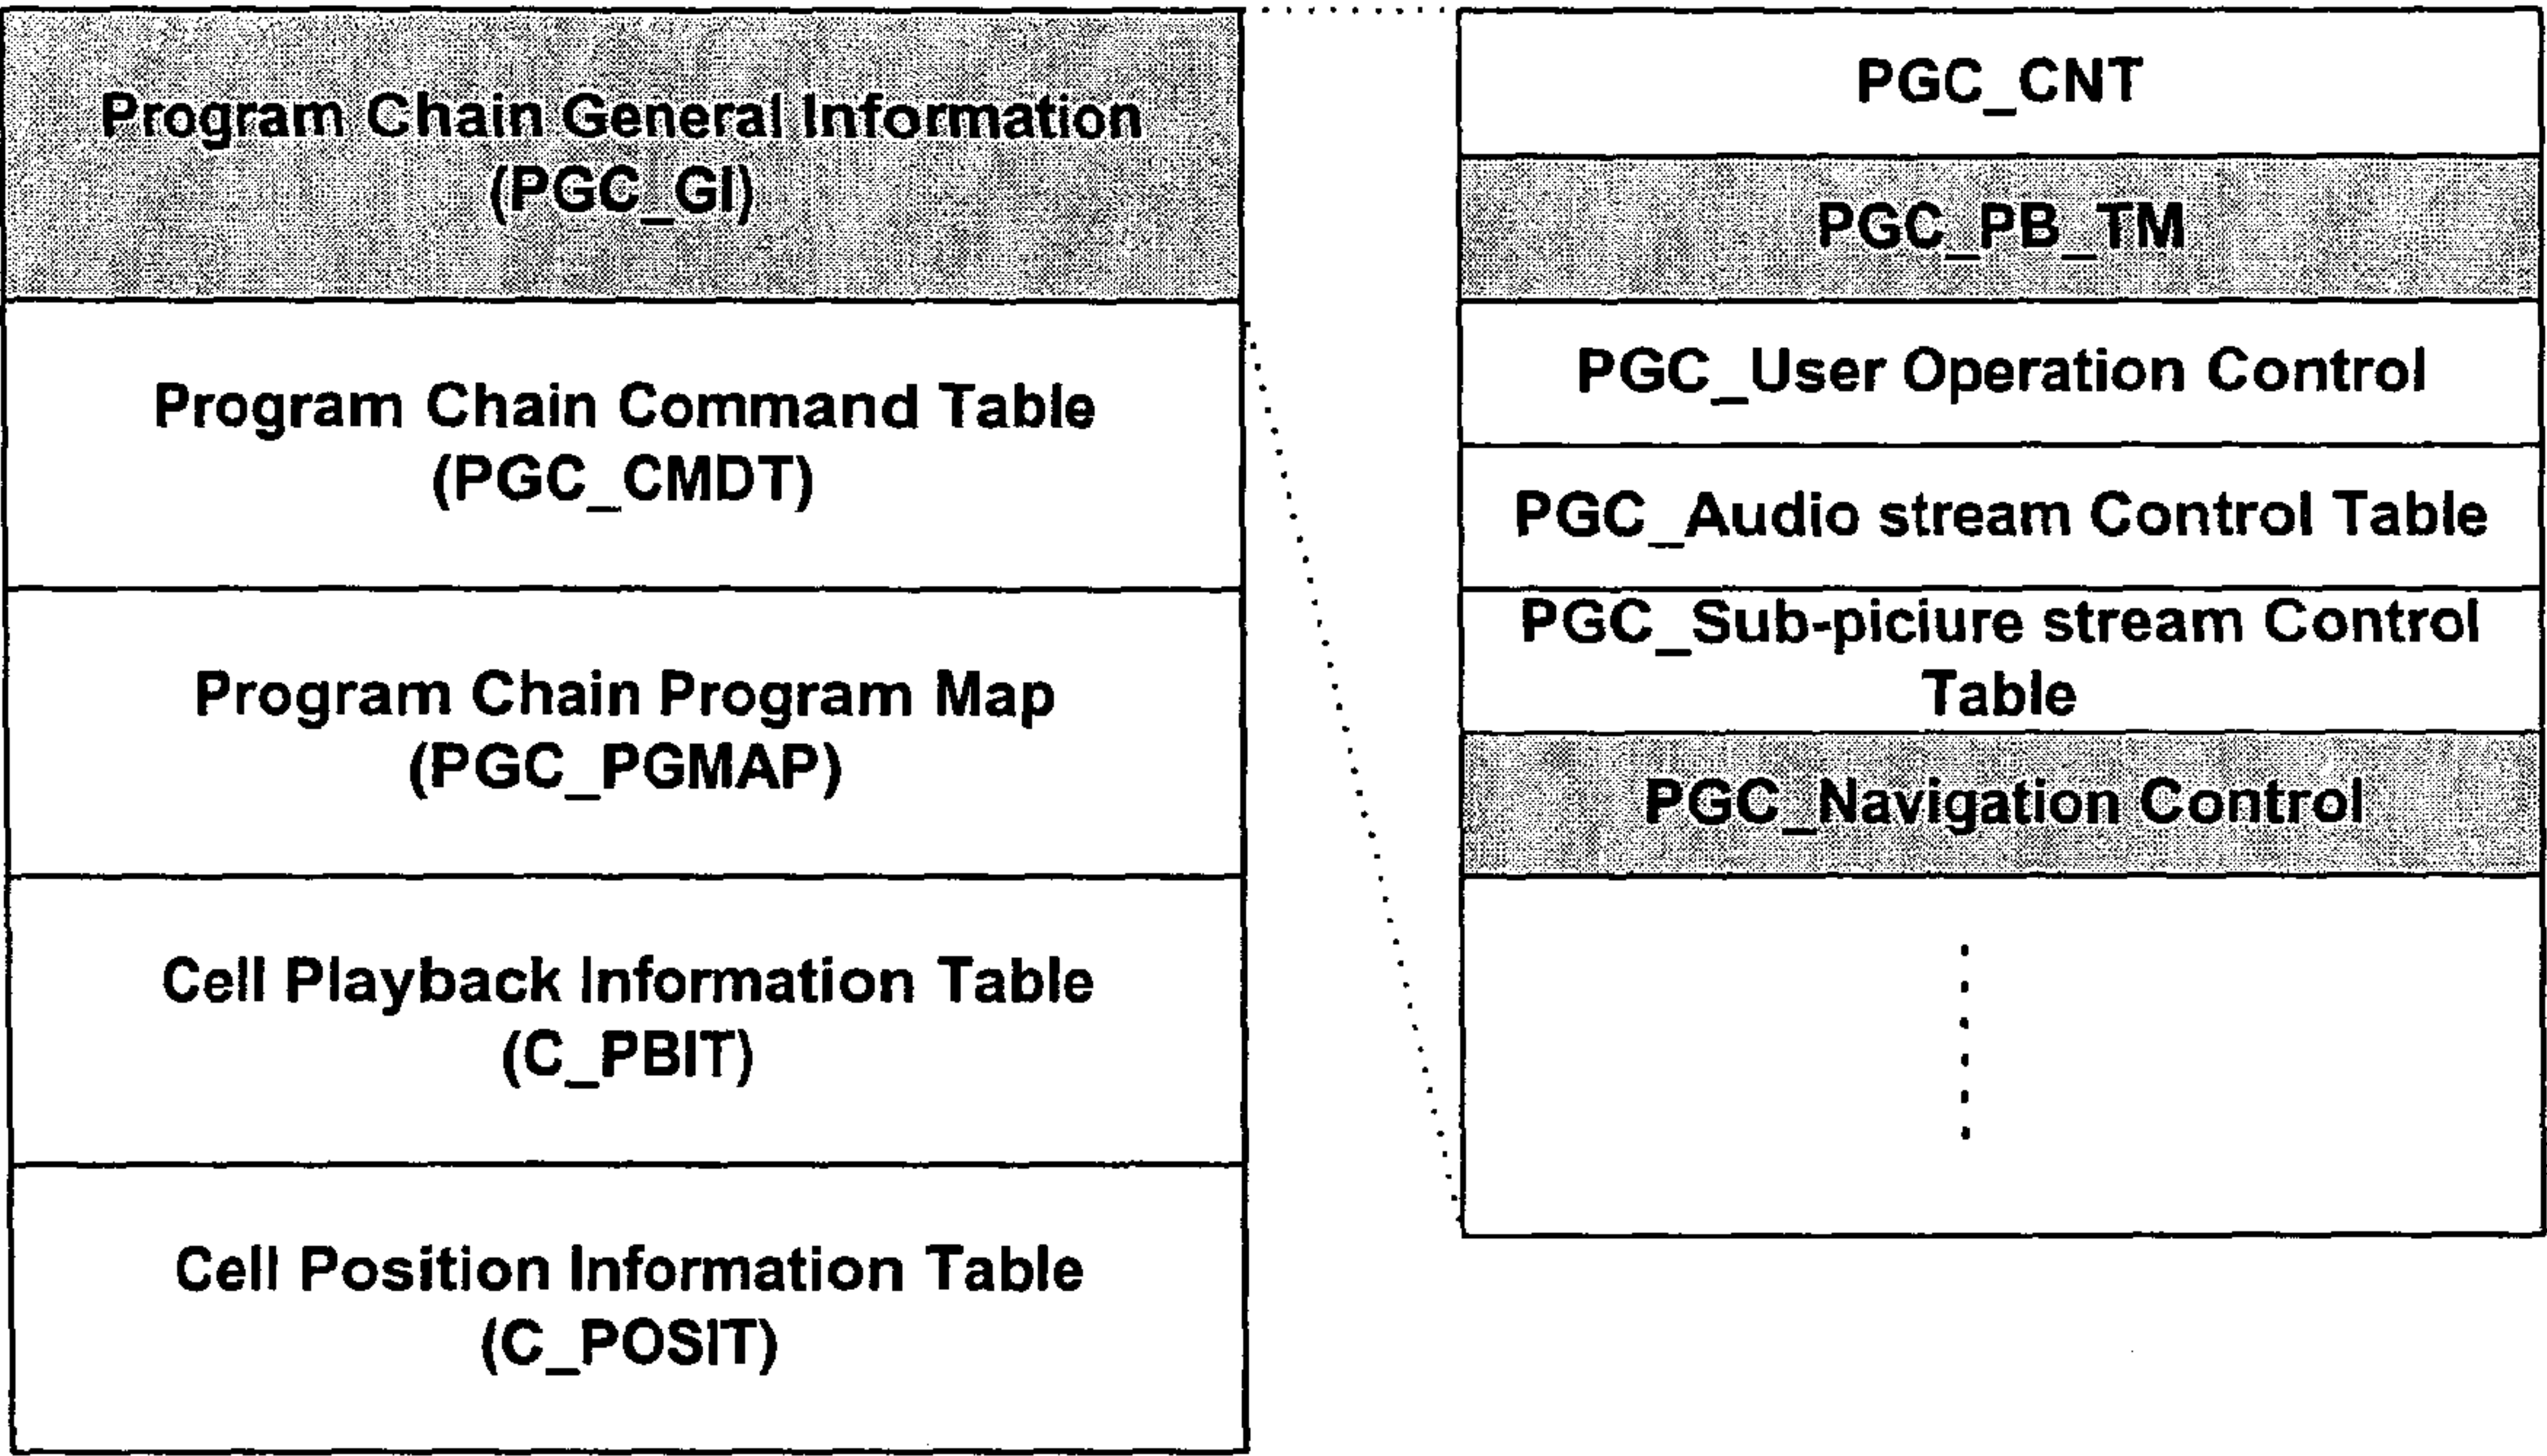 Program Chain General Information
(PGC_GI)
Program Chain Command Table
(PGC_CMDT)
Program Chain Program Map
(PGC_PGMAP)
Cell Playback Information Table
(C_PBIT)
Cell Position Information Table
(C_POSIT)
PGC_CNT
PGC_PB_TM
PGC_User Operation Control
PGC_Audio stream Control Table
PGC_Sub-piciure stream Control
Table
PGC_Navigation Control